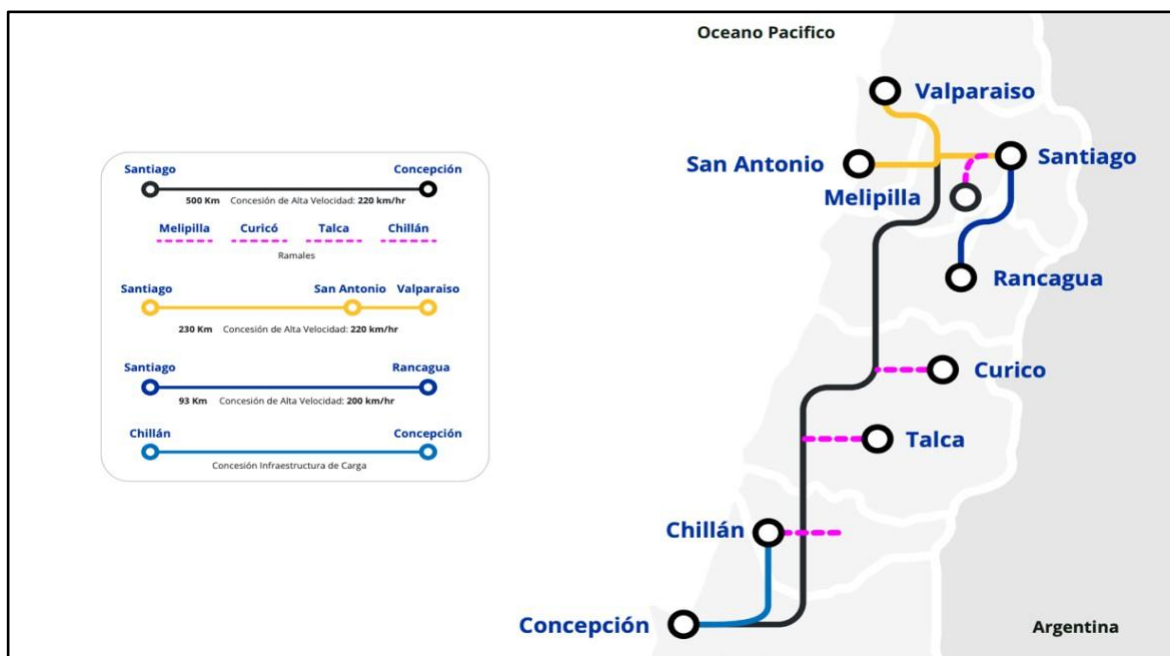 Oceano Pacifico
Valparaiso
San Antonio
Santiago
Melipilla
Rancagua
Curico
Talca
Chillán
Concepción
Argentina
Santiago Concepción
500 Km Concesión de Alta Velocidad: 220 km/hr
Melipilla Curicó Talca Chillán
Ramales
Santiago San Antonio Valparaiso
230 Km Concesión de Alta Velocidad: 220 km/hr
Santiago Rancagua
93 Km Concesión de Alta Velocidad: 200 km/hr
Chillán Concepción
Concesión Infraestructura de Carga